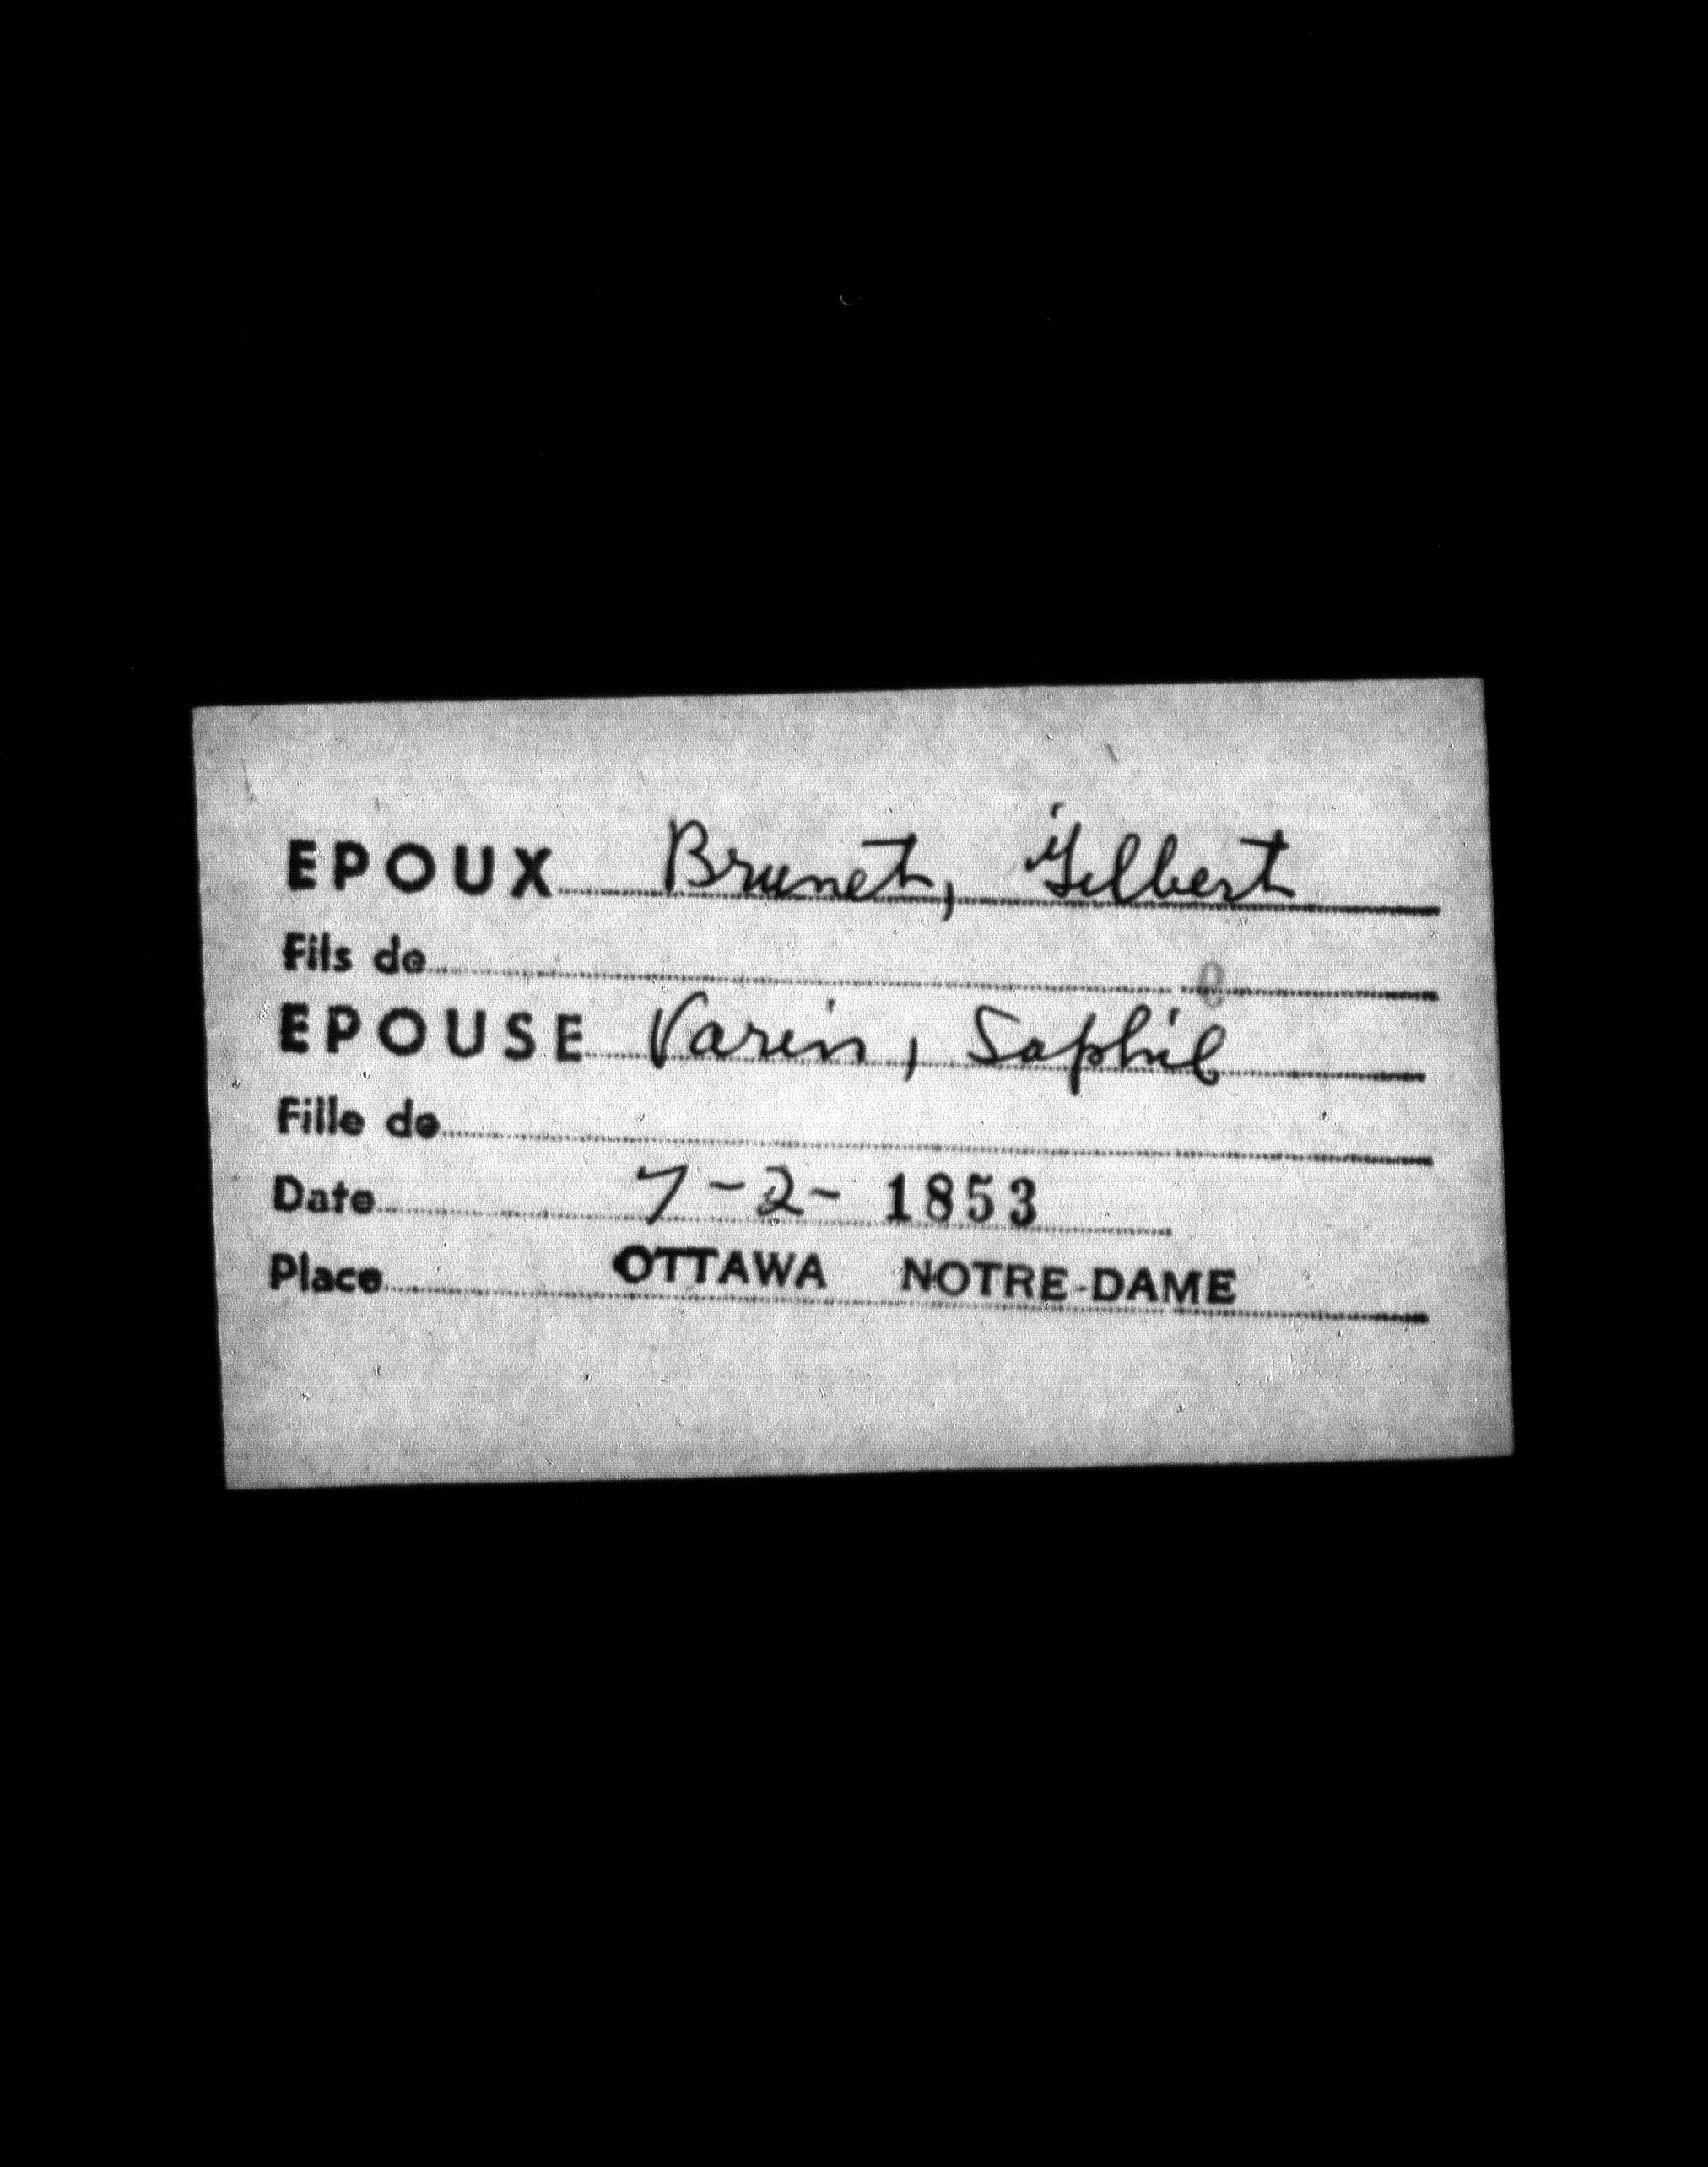 EPOUX Brunet, Gilbert
Fils de
EPOUSE Varin, Sophie
Fille de
Date 7-2- 1853
Place OTTAWA NOTRE-DAME